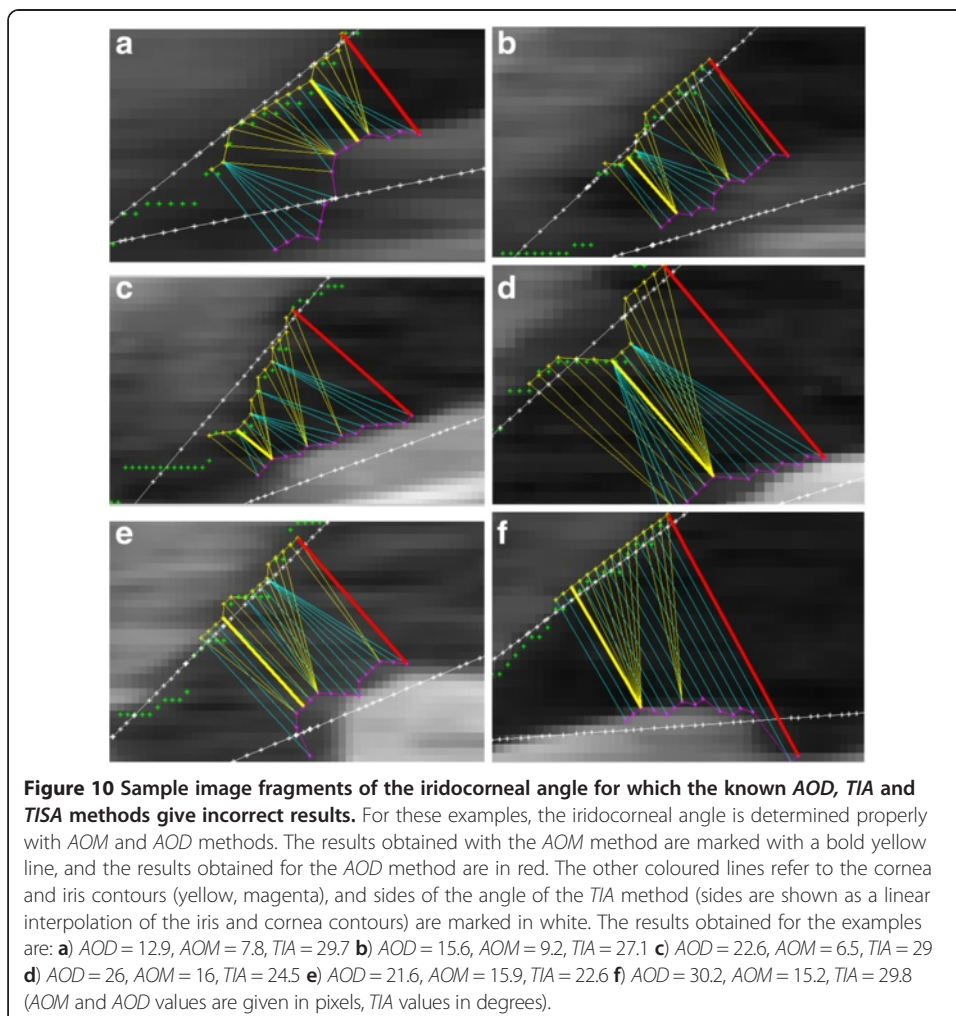 a
b
c
d
e
f
Figure 10 Sample image fragments of the iridocorneal angle for which the known AOD, TIA and
TISA methods give incorrect results. For these examples, the iridocorneal angle is determined properly
with AOM and AOD methods. The results obtained with the AOM method are marked with a bold yellow
line, and the results obtained for the AOD method are in red. The other coloured lines refer to the cornea
and iris contours (yellow, magenta), and sides of the angle of the TIA method (sides are shown as a linear
interpolation of the iris and cornea contours) are marked in white. The results obtained for the examples
are: a) AOD = 12.9, AOM = 7.8, TIA = 29.7 b) AOD = 15.6, AOM = 9.2, TIA = 27.1 c) AOD = 22.6, AOM = 6.5, TIA = 29
d) AOD = 26, AOM = 16, TIA = 24.5 e) AOD = 21.6, AOM = 15.9, TIA = 22.6 f) AOD = 30.2, AOM = 15.2, TIA = 29.8
(AOM and AOD values are given in pixels, TIA values in degrees).